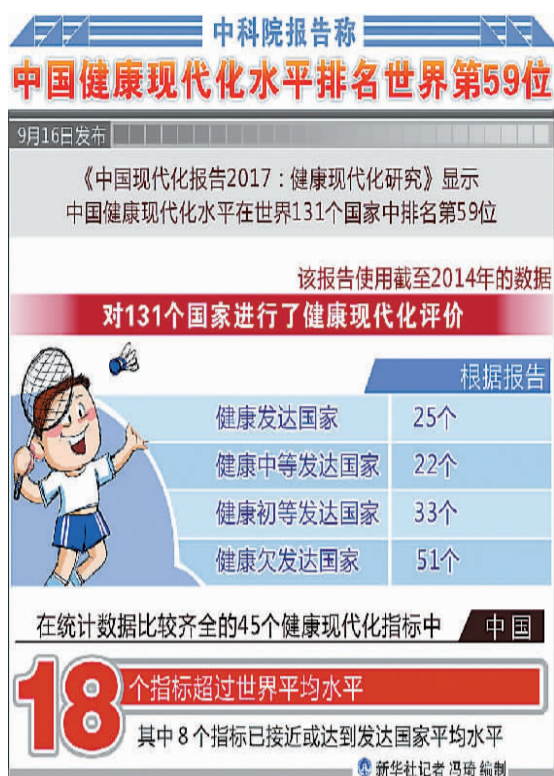 中科院报告称
中国健康现代化水平排名世界第59位
9月16日发布
《中国现代化报告2017：健康现代化研究》显示
中国健康现代化水平在世界131个国家中排名第59位
该报告使用截至2014年的数据
对131个国家进行了健康现代化评价
根据报告
健康发达国家 25个
健康中等发达国家 22个
健康初等发达国家 33个
健康欠发达国家 51个
在统计数据比较齐全的45个健康现代化指标中 中国
18个指标超过世界平均水平
其中8个指标已接近或达到发达国家平均水平
新华社记者 冯琦 编制